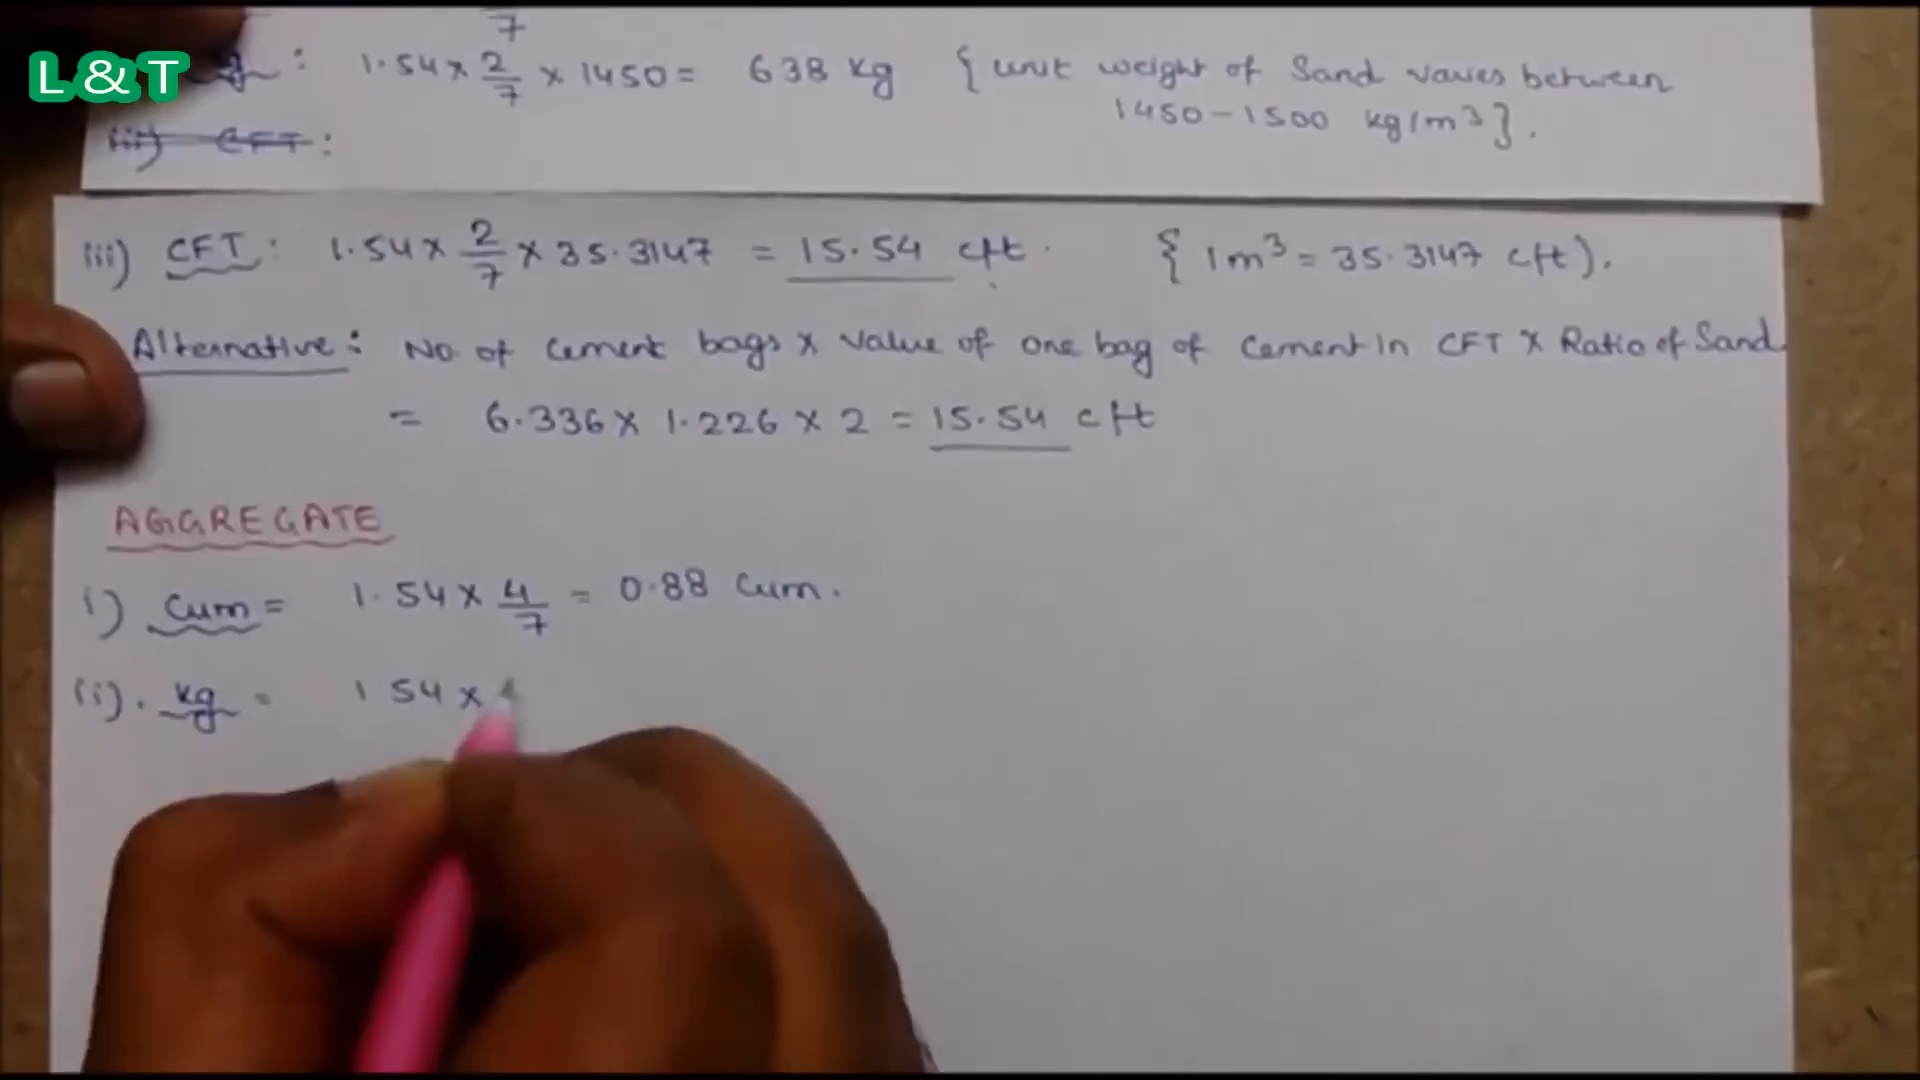 7
L&T
: 1.54 × 2/7 × 1450 = 638 kg { unit weight of Sand varies between
1450 - 1500 kg/m³}.
iii) CFT :
iii) CFT : 1.54 × 2/7 × 35.3147 = 15.54 cft. { 1m³ = 35.3147 cft).
Alternative : No of cement bags × Value of one bag of Cement in CFT × Ratio of Sand.
= 6.336 × 1.226 × 2 = 15.54 cft
AGGREGATE
i) Cum = 1.54 × 4/7 = 0.88 Cum.
ii). kg = 1 54 ×